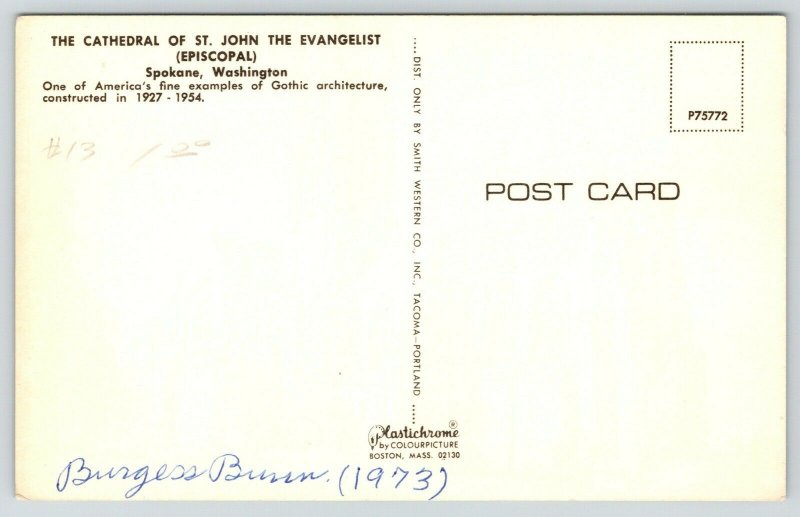 THE CATHEDRAL OF ST. JOHN THE EVANGELIST
(EPISCOPAL)
Spokane, Washington
One of America's fine examples of Gothic architecture,
constructed in 1927 - 1954.
#13 1.00
DIST. ONLY BY SMITH WESTERN CO., INC., TACOMA—PORTLAND
P75772
POST CARD
Plastichrome®
by COLOURPICTURE
BOSTON, MASS. 02130
Burgess Bunn. (1973)